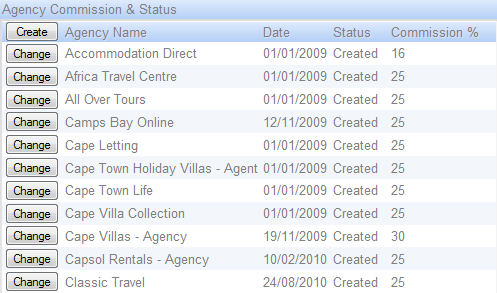 Agency Commission & Status
Create Agency Name Date Status Commission %
Change Accommodation Direct 01/01/2009 Created 16
Change Africa Travel Centre 01/01/2009 Created 25
Change All Over Tours 01/01/2009 Created 25
Change Camps Bay Online 12/11/2009 Created 25
Change Cape Letting 01/01/2009 Created 25
Change Cape Town Holiday Villas - Agent 01/01/2009 Created 25
Change Cape Town Life 01/01/2009 Created 25
Change Cape Villa Collection 01/01/2009 Created 25
Change Cape Villas - Agency 19/11/2009 Created 30
Change Capsol Rentals - Agency 10/02/2010 Created 25
Change Classic Travel 24/08/2010 Created 25